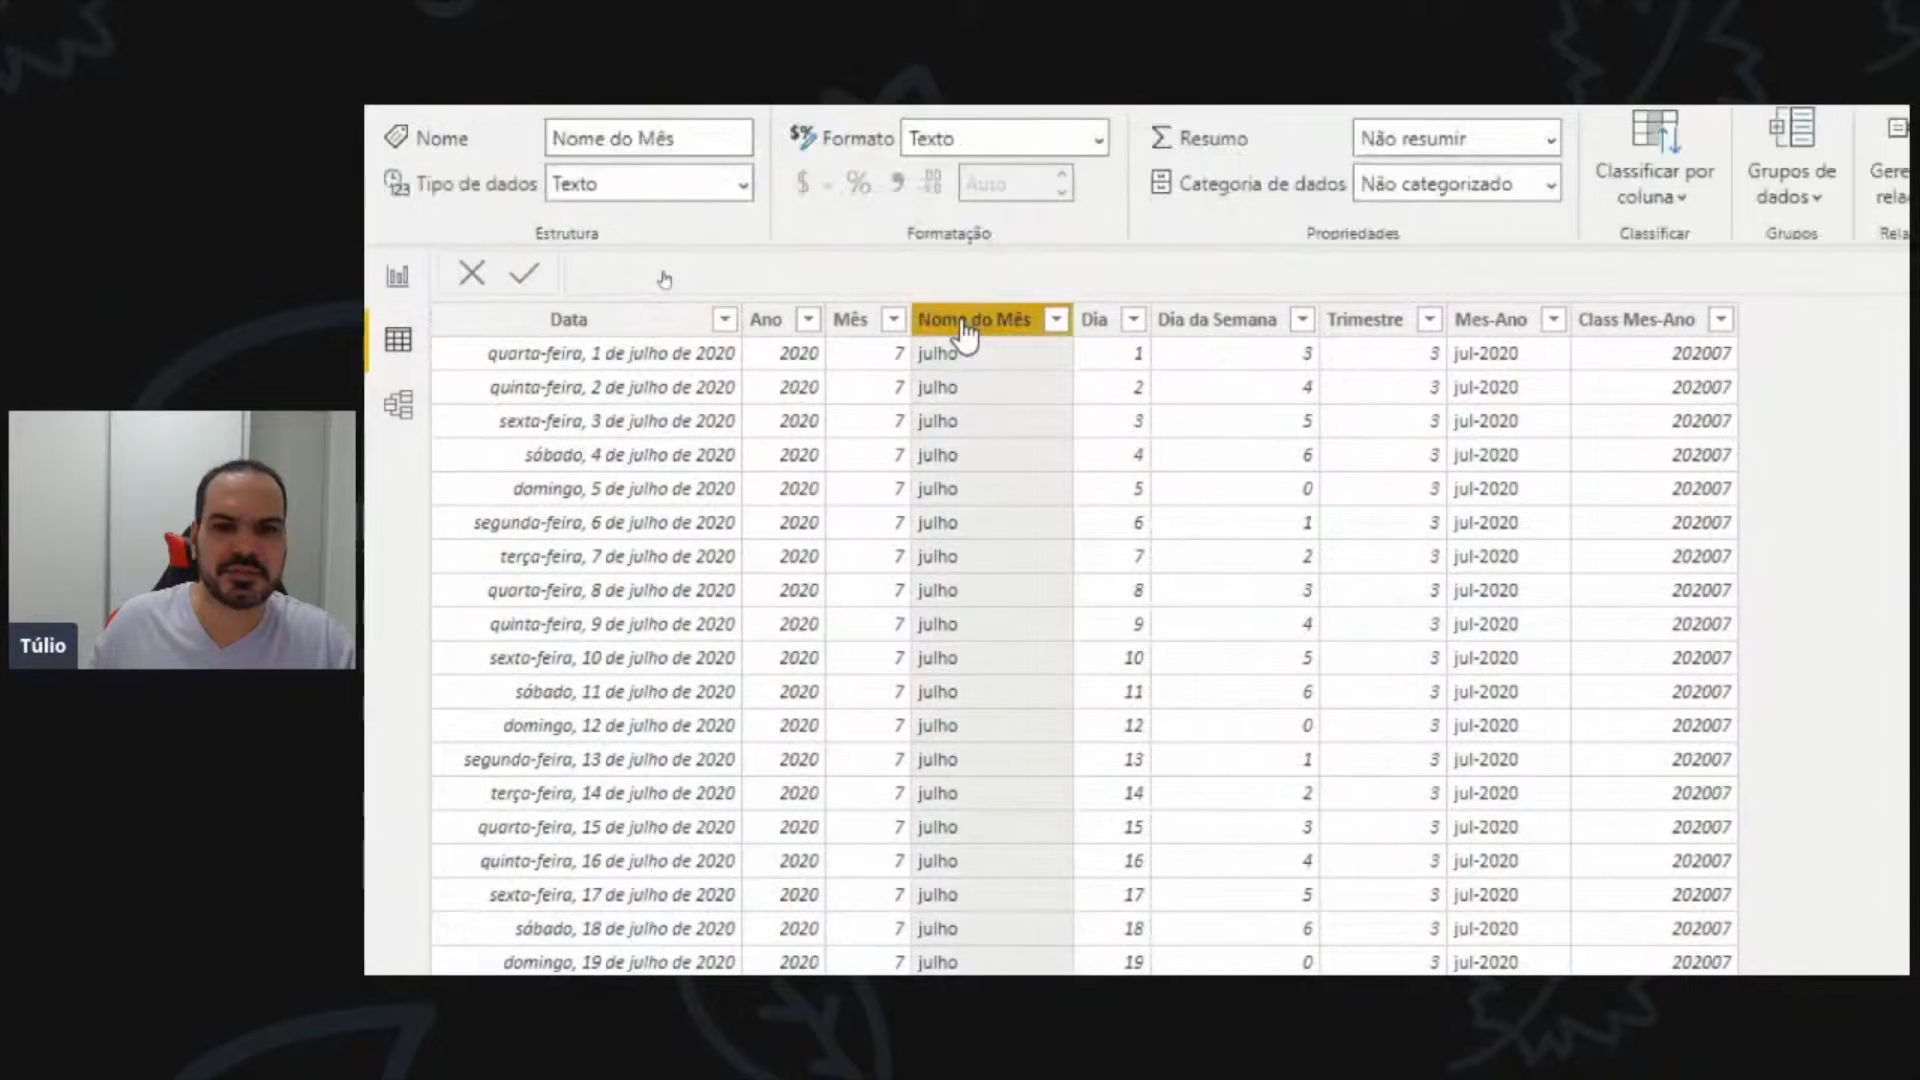 Nome Nome do Mês Formato Texto Resumo Não resumir
Tipo de dados Texto $ % 00 Auto Categoria de dados Não categorizado
Classificar por coluna Grupos de dados Gere rela
Estrutura Formatação Propriedades Classificar Grupos Rela
Data Ano Mês Nome do Mês Dia Dia da Semana Trimestre Mes-Ano Class Mes-Ano
quarta-feira, 1 de julho de 2020 2020 7 julho 1 3 3 jul-2020 202007
quinta-feira, 2 de julho de 2020 2020 7 julho 2 4 3 jul-2020 202007
sexta-feira, 3 de julho de 2020 2020 7 julho 3 5 3 jul-2020 202007
sábado, 4 de julho de 2020 2020 7 julho 4 6 3 jul-2020 202007
domingo, 5 de julho de 2020 2020 7 julho 5 0 3 jul-2020 202007
segunda-feira, 6 de julho de 2020 2020 7 julho 6 1 3 jul-2020 202007
terça-feira, 7 de julho de 2020 2020 7 julho 7 2 3 jul-2020 202007
quarta-feira, 8 de julho de 2020 2020 7 julho 8 3 3 jul-2020 202007
quinta-feira, 9 de julho de 2020 2020 7 julho 9 4 3 jul-2020 202007
sexta-feira, 10 de julho de 2020 2020 7 julho 10 5 3 jul-2020 202007
sábado, 11 de julho de 2020 2020 7 julho 11 6 3 jul-2020 202007
domingo, 12 de julho de 2020 2020 7 julho 12 0 3 jul-2020 202007
segunda-feira, 13 de julho de 2020 2020 7 julho 13 1 3 jul-2020 202007
terça-feira, 14 de julho de 2020 2020 7 julho 14 2 3 jul-2020 202007
quarta-feira, 15 de julho de 2020 2020 7 julho 15 3 3 jul-2020 202007
quinta-feira, 16 de julho de 2020 2020 7 julho 16 4 3 jul-2020 202007
sexta-feira, 17 de julho de 2020 2020 7 julho 17 5 3 jul-2020 202007
sábado, 18 de julho de 2020 2020 7 julho 18 6 3 jul-2020 202007
domingo, 19 de julho de 2020 2020 7 julho 19 0 3 jul-2020 202007
Túlio